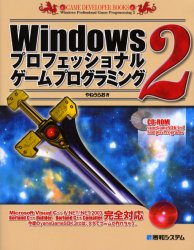 GAME DEVELOPER BOOKS
Windows Professional Game Programming 2
Windows
プロフェッショナル
ゲームプログラミング
2
やねうらお著
CD-ROM
Microsoft Visual C++ 6/.NET/.NET 2003
完全対応
秀和システム